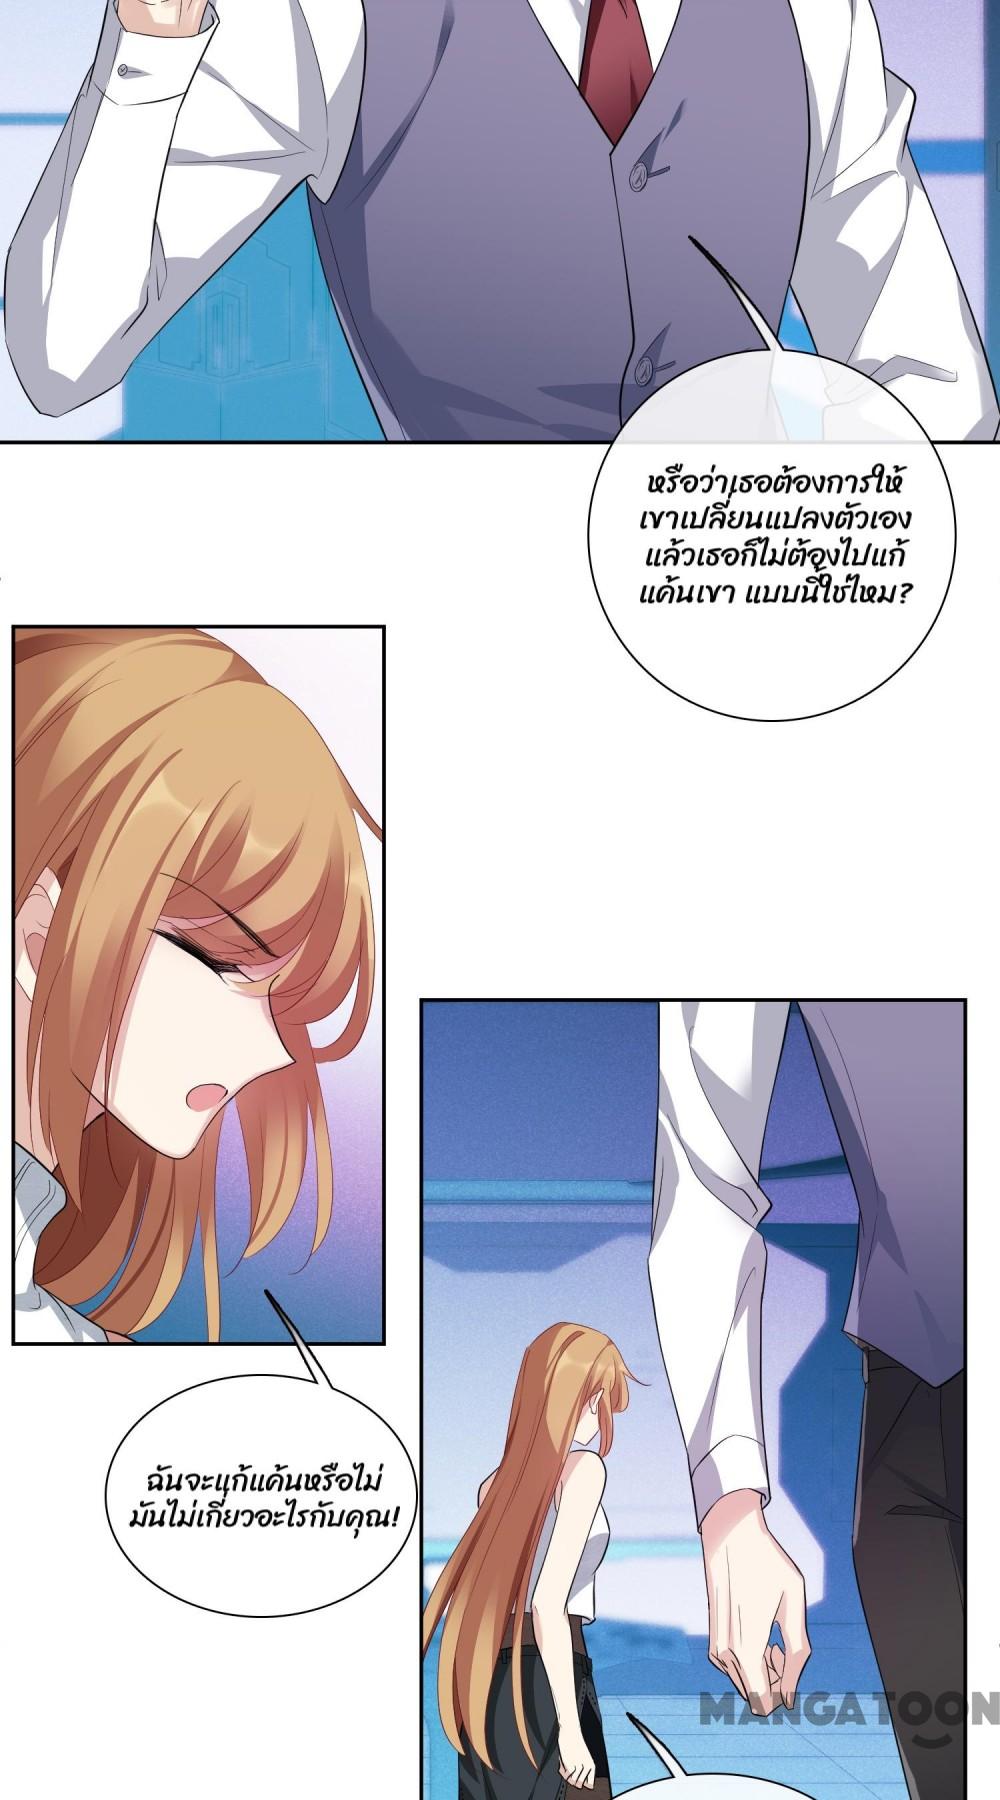 หรือว่าเธอต้องการให้
เขาเปลี่ยนแปลงตัวเอง
แล้วเธอก็ไม่ต้องไปแก้
แค้นเขา แบบนี้ใช่ไหม?
ฉันจะแก้แค้นหรือไม่
มันไม่เกี่ยวอะไรกับคุณ!
MANGATOON